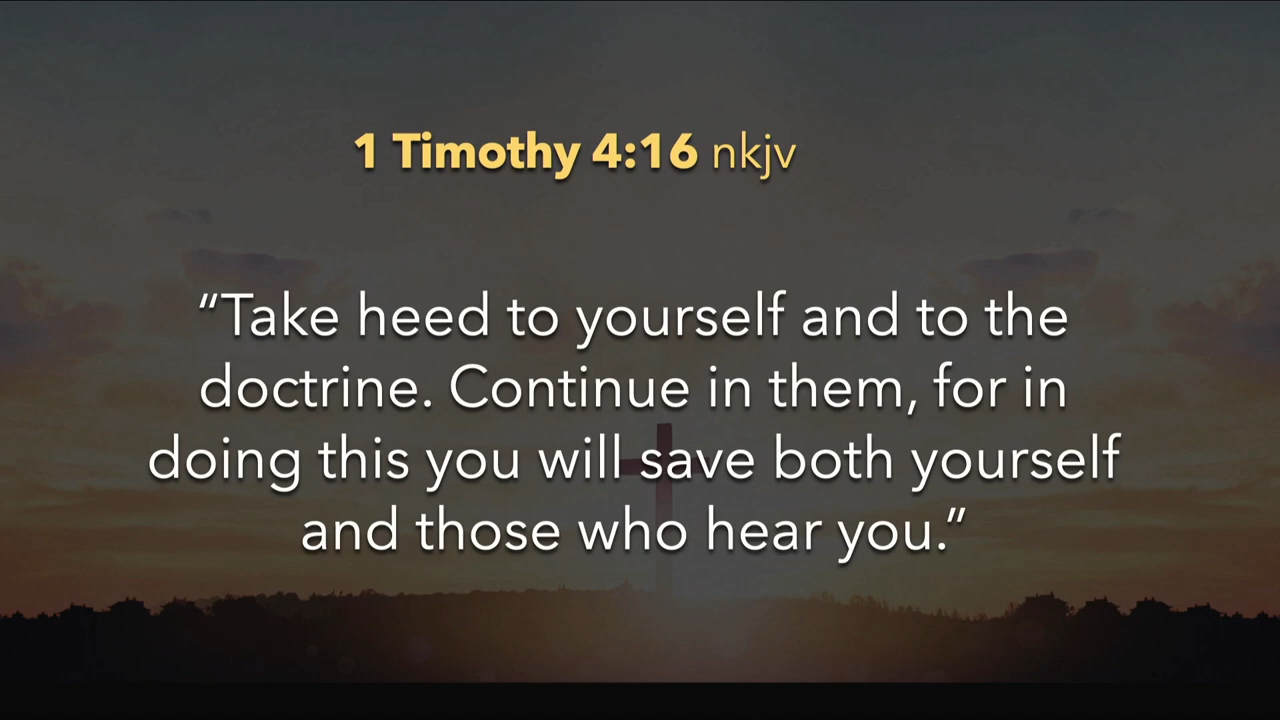 1 Timothy 4:16 nkjv
“Take heed to yourself and to the
doctrine. Continue in them, for in
doing this you will save both yourself
and those who hear you.”